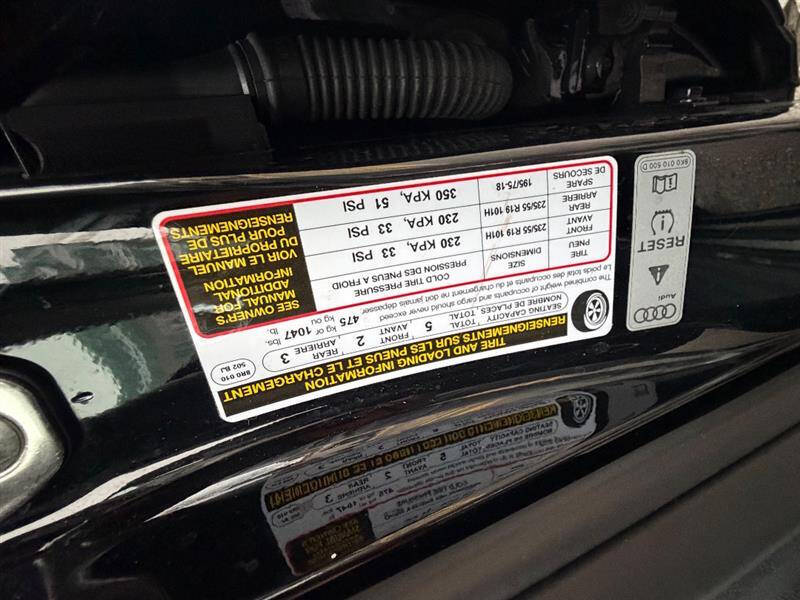 TIRE AND LOADING INFORMATION
RENSEIGNEMENTS SUR LES PNEUS ET LE CHARGEMENT
SEATING CAPACITY
NOMBRE DE PLACES
TOTAL
TOTAL
5
FRONT
AVANT
2
REAR
ARRIÈRE
3
8R0 010
502 BJ
The combined weight of occupants and cargo should never exceed
Le poids total des occupants et du chargement ne doit jamais dépasser
475
kg or
kg ou
1047
lbs.
lb.
TIRE
PNEU
SIZE
DIMENSIONS
COLD TIRE PRESSURE
PRESSION DES PNEUS A FROID
FRONT
AVANT
235/55 R19 101H
230 KPA, 33 PSI
REAR
ARRIÈRE
235/55 R19 101H
230 KPA, 33 PSI
SPARE
DE SECOURS
195/75-18
350 KPA, 51 PSI
SEE OWNER'S
MANUAL FOR
ADDITIONAL
INFORMATION
VOIR LE MANUEL
DU PROPRIÉTAIRE
POUR PLUS DE
RENSEIGNEMENTS
Audi
RESET
8K0 010 500 D